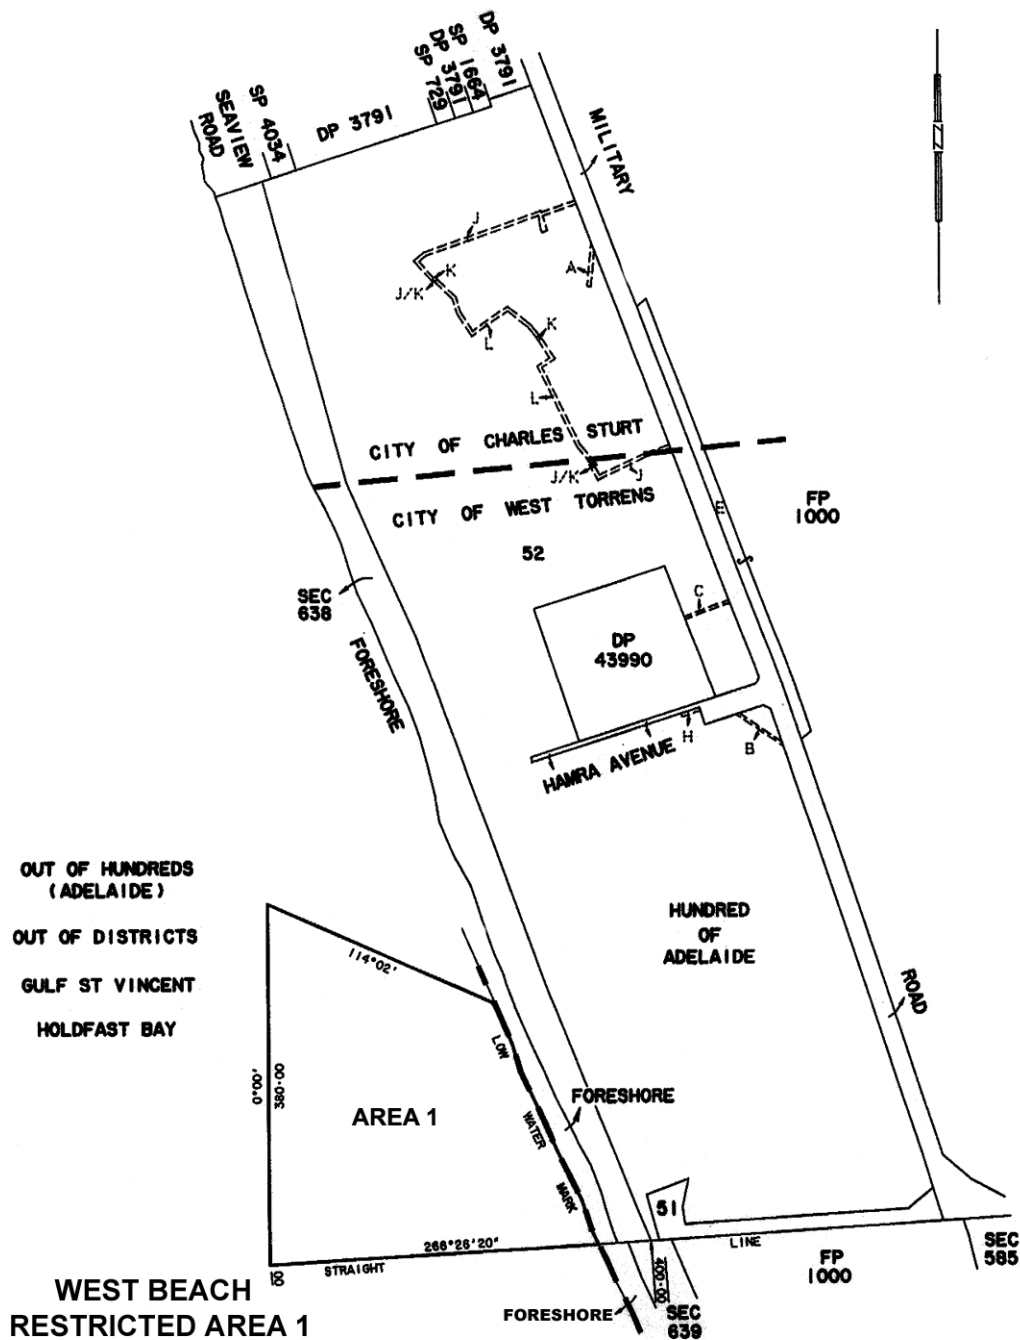 DP 3791
SP 1664
DP 3791
SP 729
DP 3791
SP 4034
SEAVIEW
ROAD
MILITARY
N
J
K
J/K
A
L
K
L
CITY OF CHARLES STURT
J/K
J
CITY OF WEST TORRENS
E
FP
1000
52
SEC
638
C
DP
43990
FORESHORE
H
B
HAMRA AVENUE
OUT OF HUNDREDS
(ADELAIDE)
OUT OF DISTRICTS
GULF ST VINCENT
HOLDFAST BAY
HUNDRED
OF
ADELAIDE
ROAD
114°02'
LOW
WATER
MARK
0°00'
380·00
AREA 1
FORESHORE
51
266°26'20"
STRAIGHT
LINE
400·00
FP
1000
SEC
585
SEC
639
FORESHORE
WEST BEACH
RESTRICTED AREA 1